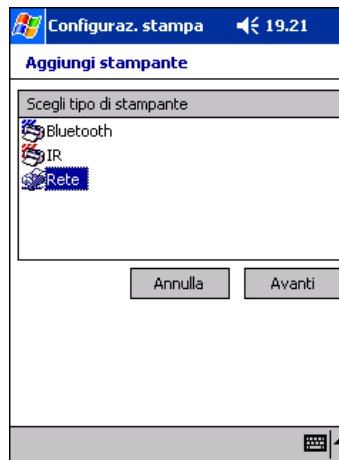 Configuraz. stampa 19.21
Aggiungi stampante
Scegli tipo di stampante
Bluetooth
IR
Rete
Annulla Avanti